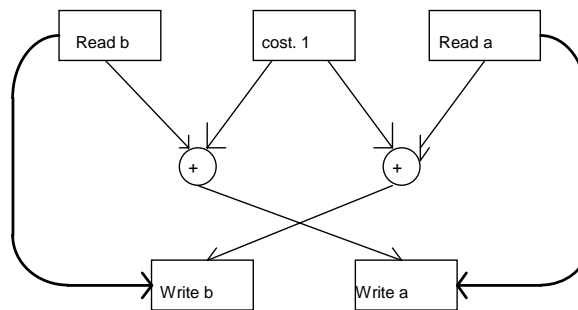 Read b
cost. 1
Read a
+
+
Write b
Write a